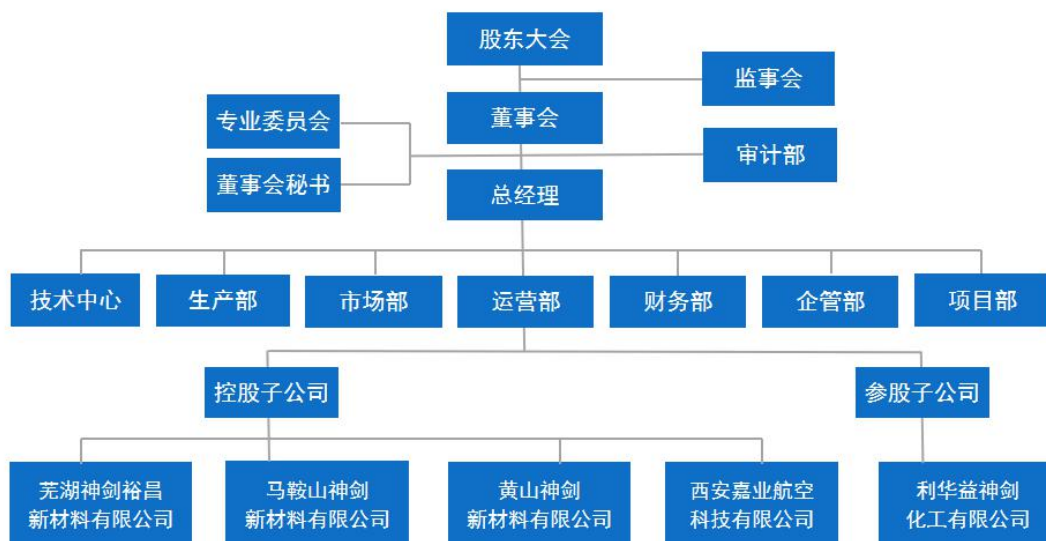 股东大会
监事会
董事会
专业委员会
审计部
董事会秘书
总经理
技术中心
生产部
市场部
运营部
财务部
企管部
项目部
控股子公司
参股子公司
芜湖神剑裕昌
新材料有限公司
马鞍山神剑
新材料有限公司
黄山神剑
新材料有限公司
西安嘉业航空
科技有限公司
利华益神剑
化工有限公司